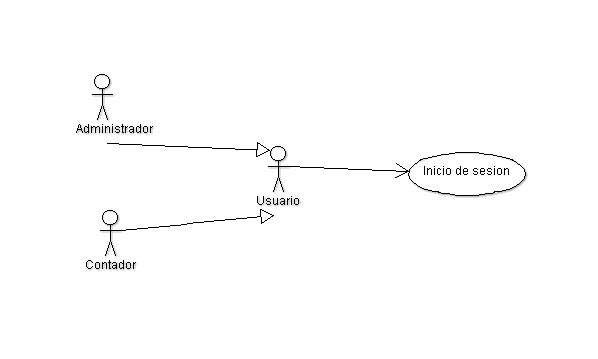 Administrador
Inicio de sesion
Usuario
Contador